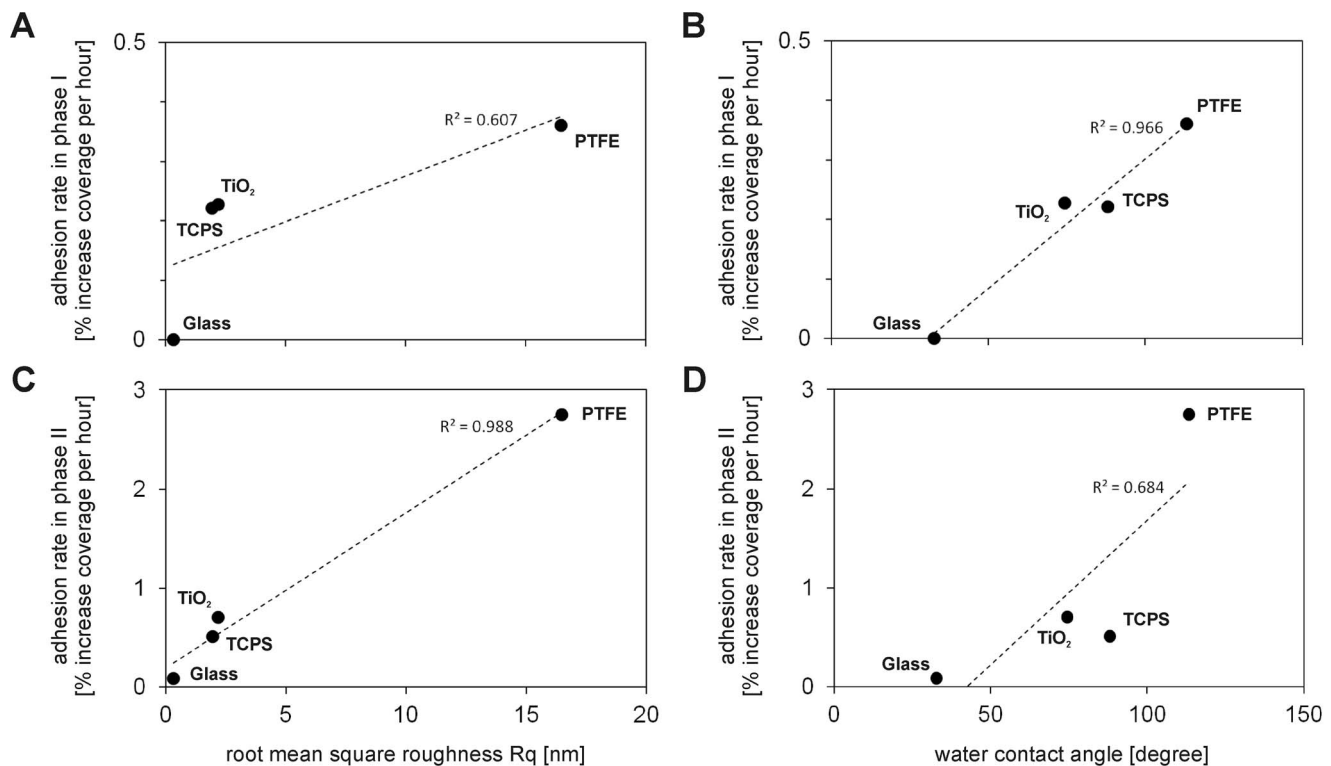 A
adhesion rate in phase I
[% increase coverage per hour]
0.5
0
R² = 0.607
PTFE
TiO₂
TCPS
Glass
B
adhesion rate in phase I
[% increase coverage per hour]
0.5
0
PTFE
R² = 0.966
TiO₂
TCPS
Glass
C
adhesion rate in phase II
[% increase coverage per hour]
3
2
1
0
R² = 0.988
PTFE
TiO₂
TCPS
Glass
0 5 10 15 20
root mean square roughness Rq [nm]
D
adhesion rate in phase II
[% increase coverage per hour]
3
2
1
0
PTFE
R² = 0.684
TCPS
TiO₂
Glass
0 50 100 150
water contact angle [degree]